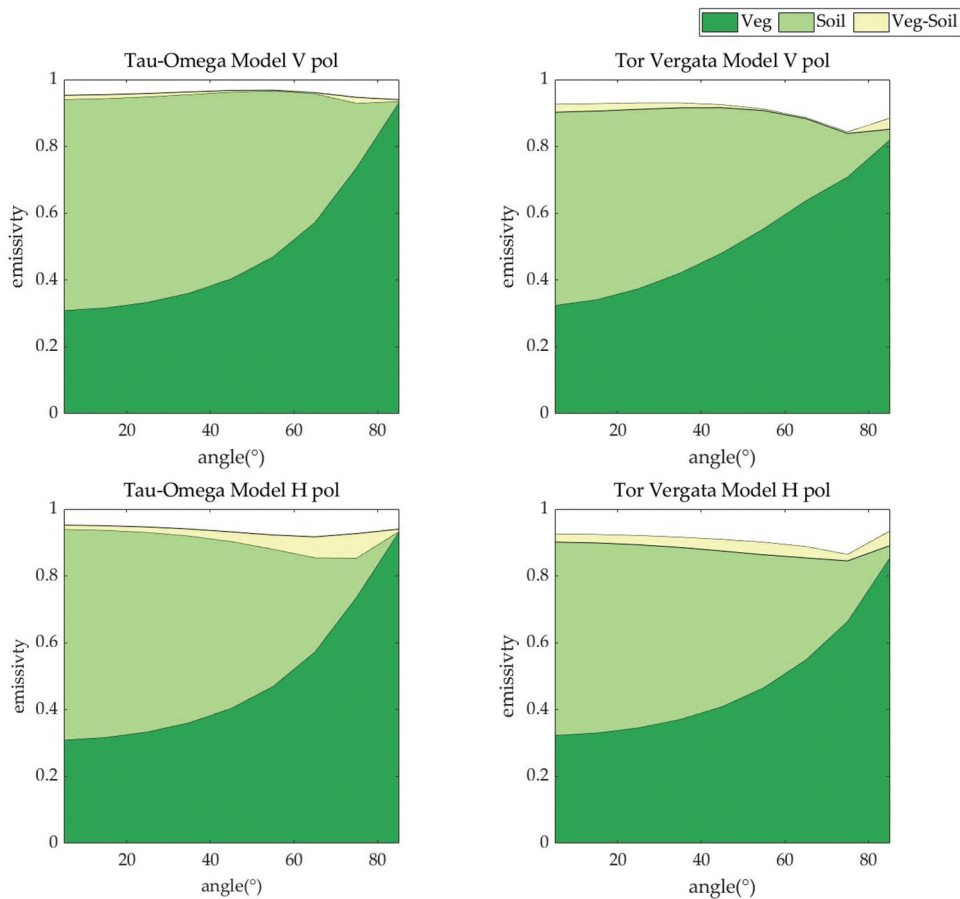 Veg Soil Veg-Soil
Tau-Omega Model V pol
1
0.8
0.6
0.4
0.2
0
emissivty
20 40 60 80
angle(°)
Tor Vergata Model V pol
1
0.8
0.6
0.4
0.2
0
emissivty
20 40 60 80
angle(°)
Tau-Omega Model H pol
1
0.8
0.6
0.4
0.2
0
emissivty
20 40 60 80
angle(°)
Tor Vergata Model H pol
1
0.8
0.6
0.4
0.2
0
emissivty
20 40 60 80
angle(°)